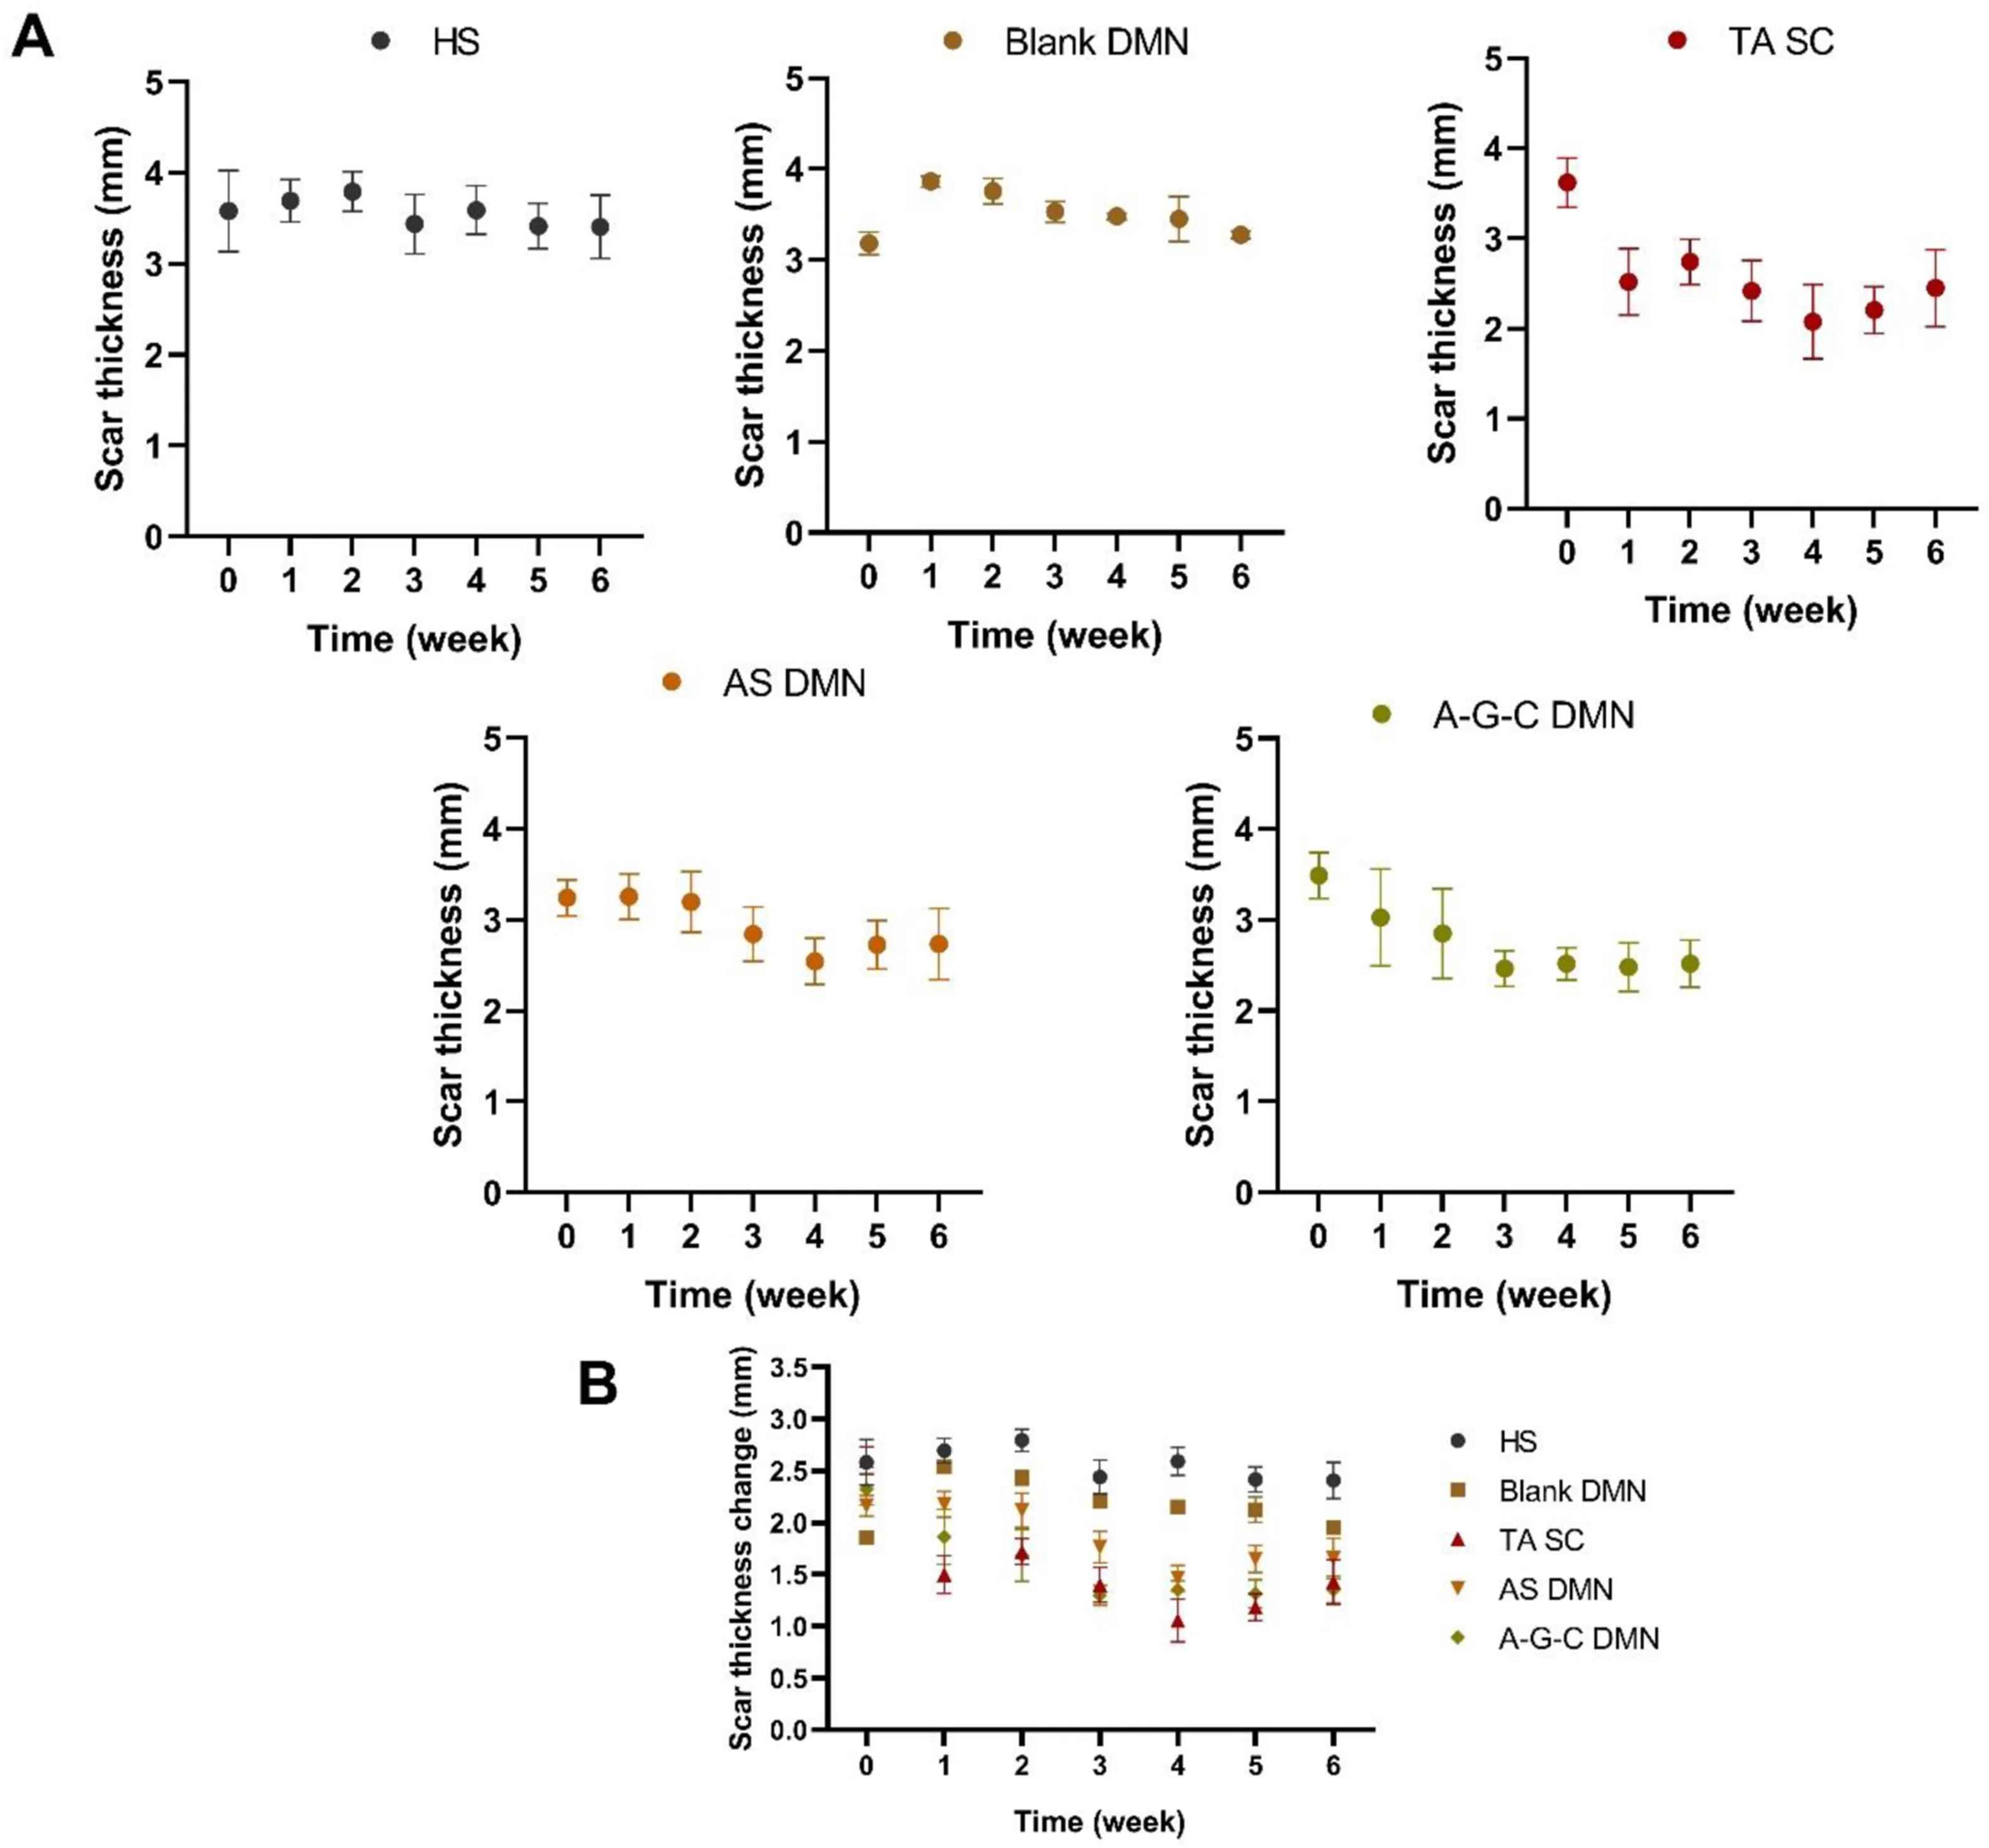 A
HS
Scar thickness (mm)
5
4
3
2
1
0
0 1 2 3 4 5 6
Time (week)
Blank DMN
Scar thickness (mm)
5
4
3
2
1
0
0 1 2 3 4 5 6
Time (week)
TA SC
Scar thickness (mm)
5
4
3
2
1
0
0 1 2 3 4 5 6
Time (week)
AS DMN
Scar thickness (mm)
5
4
3
2
1
0
0 1 2 3 4 5 6
Time (week)
A-G-C DMN
Scar thickness (mm)
5
4
3
2
1
0
0 1 2 3 4 5 6
Time (week)
B
Scar thickness change (mm)
3.5
3.0
2.5
2.0
1.5
1.0
0.5
0.0
0 1 2 3 4 5 6
Time (week)
HS
Blank DMN
TA SC
AS DMN
A-G-C DMN